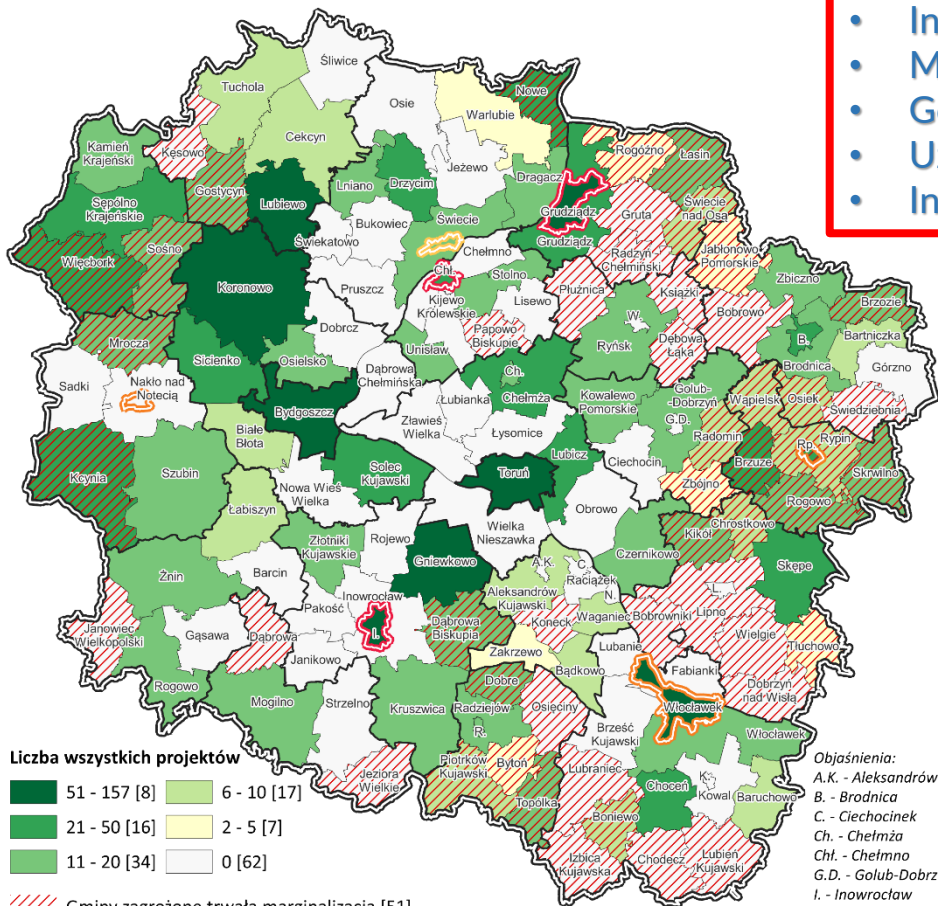 • In
• M
• G
• U
• In
Śliwice
Tuchola
Osie
Nowe
Warlubie
Cekcyn
Kamień
Krajeński
Kęsowo
Jeżewo
Rogóźno
Łasin
Gostycyn
Lniano
Drzycim
Dragacz
Sępólno
Krajeńskie
Lubiewo
Bukowiec
Świecie
Grudziądz
Gruta
Świecie
nad Osą
Sośno
Świekatowo
Chełmno
Grudziądz
Radzyń
Chełmiński
Jabłonowo
Pomorskie
Więcbork
Chł.
Stolno
Zbiczno
Koronowo
Pruszcz
Kijewo
Królewskie
Lisewo
Płużnica
Książki
Bobrowo
Brzozie
Dobrcz
Papowo
Biskupie
W.
Dębowa
Łąka
B.
Bartniczka
Mrocza
Sicienko
Osielsko
Unisław
Ryńsk
Brodnica
Górzno
Sadki
Nakło nad
Notecią
Dąbrowa
Chełmińska
Ch.
Chełmża
Golub-
-Dobrzyń
Wąpielsk
Osiek
Świedziebnia
Bydgoszcz
Łubianka
Kowalewo
Pomorskie
G.D.
Białe
Błota
Zławieś
Wielka
Łysomice
Radomin
Rp.
Rypin
Kcynia
Szubin
Solec
Kujawski
Toruń
Lubicz
Ciechocin
Brzuze
Skrwilno
Nowa Wieś
Wielka
Zbójno
Rogowo
Łabiszyn
Obrowo
Złotniki
Kujawskie
Rojewo
Wielka
Nieszawka
Czernikowo
Kikół
Chrostkowo
Żnin
Barcin
Gniewkowo
A.K.
C.
Raciążek
Skępe
Pakość
Inowrocław
Aleksandrów
Kujawski
N.
L.
Janowiec
Wielkopolski
Gąsawa
Dąbrowa
I.
Dąbrowa
Biskupia
Koneck
Waganiec
Bobrowniki
Lipno
Wielgie
Tłuchowo
Janikowo
Zakrzewo
Lubanie
Fabianki
Dobrzyń
nad Wisłą
Rogowo
Bądkowo
Mogilno
Strzelno
Kruszwica
Dobre
Osięciny
Włocławek
Radziejów
Brześć
Kujawski
Włocławek
R.
Jeziora
Wielkie
Piotrków
Kujawski
Bytoń
Lubraniec
Choceń
K.
Kowal
Baruchowo
Topólka
Boniewo
Izbica
Kujawska
Chodecz
Lubień
Kujawski
Liczba wszystkich projektów
51 - 157 [8] 6 - 10 [17]
21 - 50 [16] 2 - 5 [7]
11 - 20 [34] 0 [62]
Gminy zagrożone trwałą marginalizacją [51]
Objaśnienia:
A.K. - Aleksandrów
B. - Brodnica
C. - Ciechocinek
Ch. - Chełmża
Chł. - Chełmno
G.D. - Golub-Dobrz
I. - Inowrocław